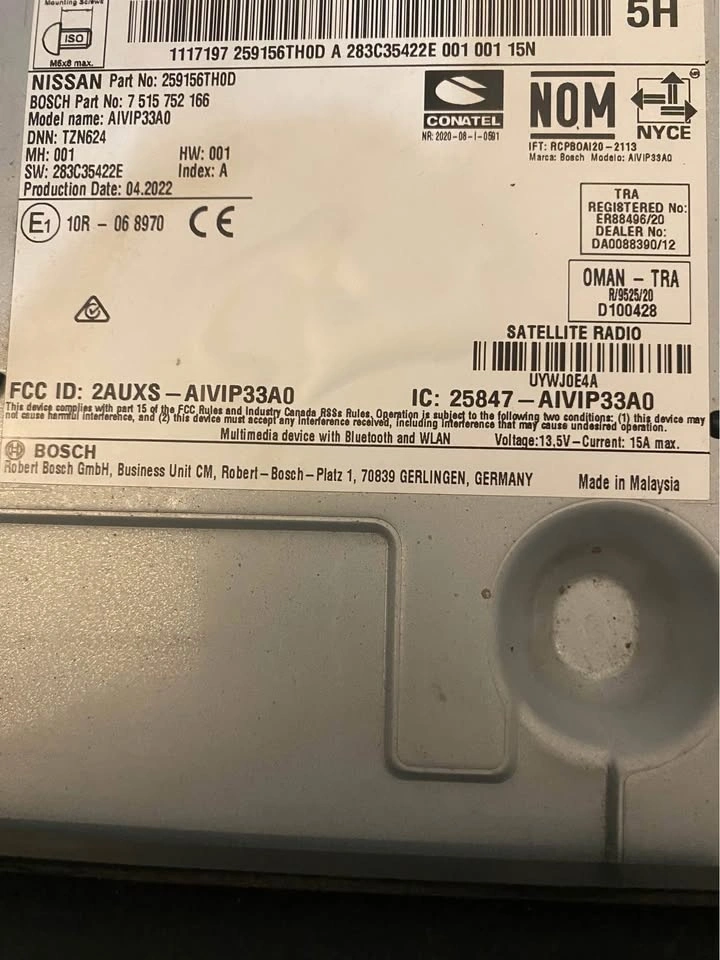 Mounting Screws
ISO
M5x8 max.
5H
1117197 259156TH0D A 283C35422E 001 001 15N
NISSAN Part No: 259156TH0D
BOSCH Part No: 7 515 752 166
Model name: AIVIP33A0
DNN: TZN624
MH: 001 HW: 001
SW: 283C35422E Index: A
Production Date: 04.2022
E1 10R - 06 8970 CE
CONATEL
NR: 2020-08-I-0591
NOM
NYCE
IFT: RCPBOAI20-2113
Marca: Bosch Modelo: AIVIP33A0
TRA
REGISTERED No:
ER88496/20
DEALER No:
DA0088390/12
OMAN - TRA
R/9525/20
D100428
SATELLITE RADIO
UYWJ0E4A
FCC ID: 2AUXS-AIVIP33A0 IC: 25847-AIVIP33A0
This device complies with part 15 of the FCC Rules and Industry Canada RSSs Rules. Operation is subject to the following two conditions: (1) this device may
not cause harmful interference, and (2) this device must accept any interference received, including interference that may cause undesired operation.
Multimedia device with Bluetooth and WLAN Voltage:13,5V-Current: 15A max.
BOSCH
Robert Bosch GmbH, Business Unit CM, Robert-Bosch-Platz 1, 70839 GERLINGEN, GERMANY Made in Malaysia